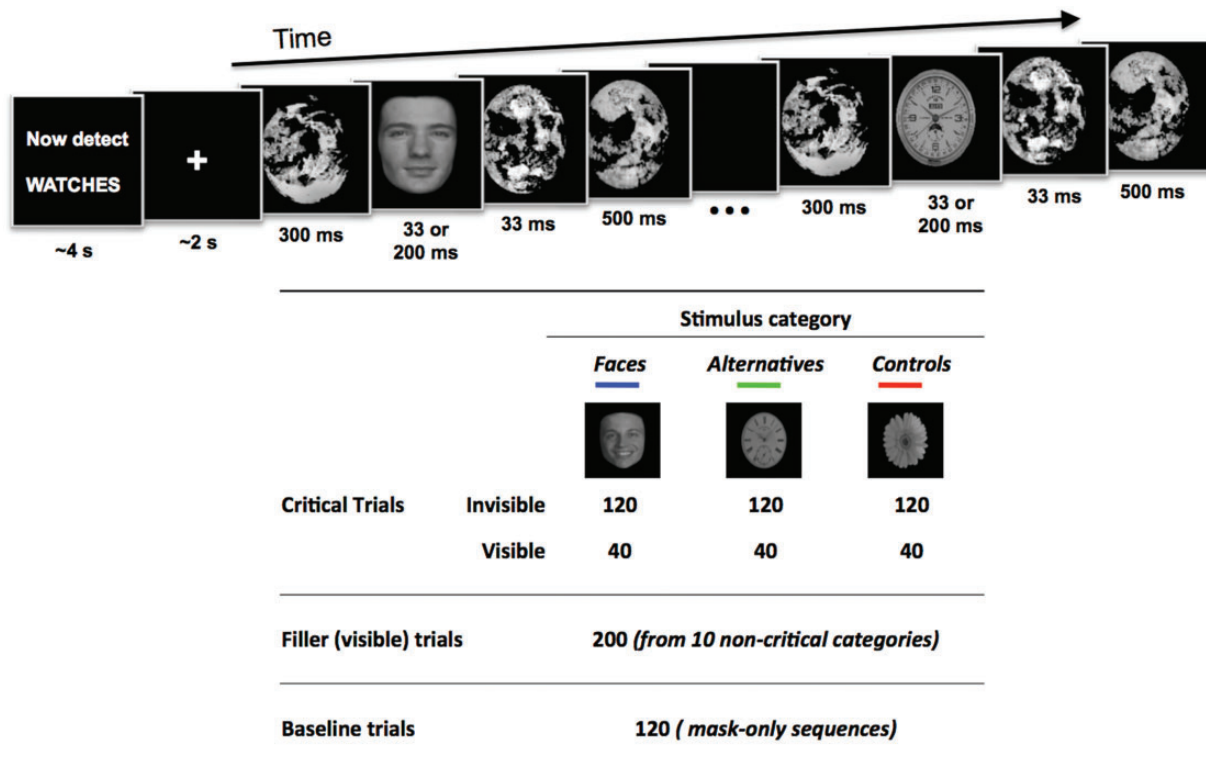 Time
Now detect
WATCHES
+
~4 s
~2 s
300 ms
33 or
200 ms
33 ms
500 ms
•••
300 ms
33 or
200 ms
33 ms
500 ms
Stimulus category
Faces Alternatives Controls
Critical Trials Invisible 120 120 120
Visible 40 40 40
Filler (visible) trials 200 (from 10 non-critical categories)
Baseline trials 120 ( mask-only sequences)